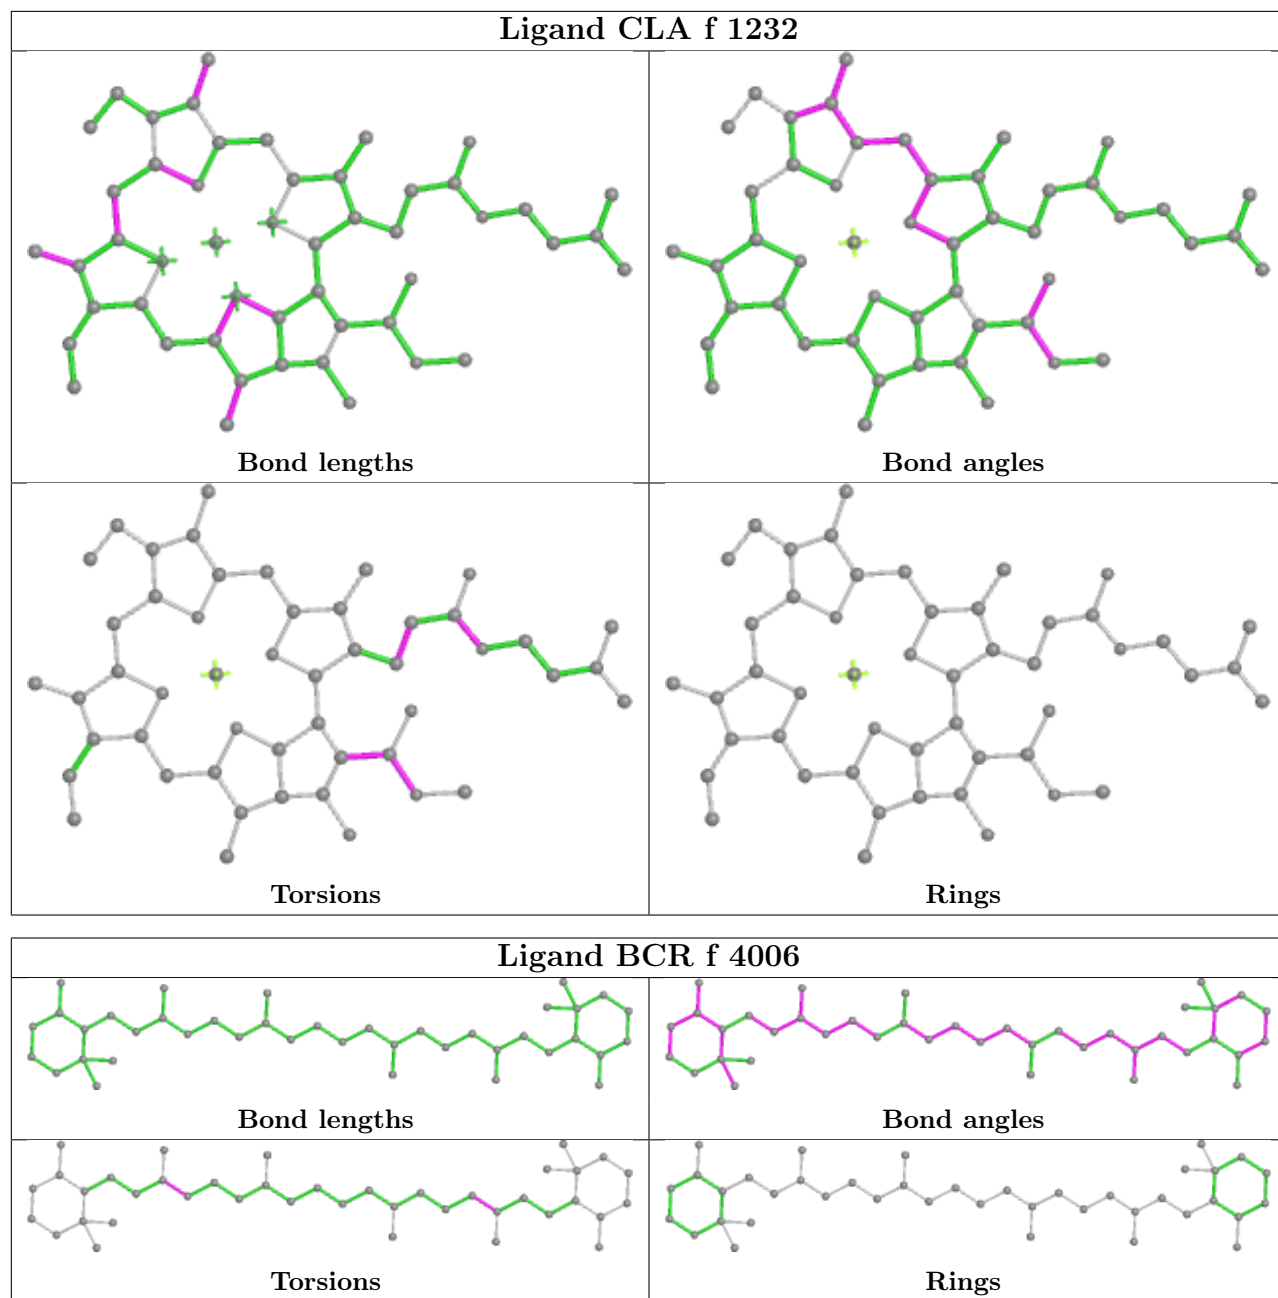 Ligand CLA f 1232
Bond lengths
Bond angles
Torsions
Rings
Ligand BCR f 4006
Bond lengths
Bond angles
Torsions
Rings